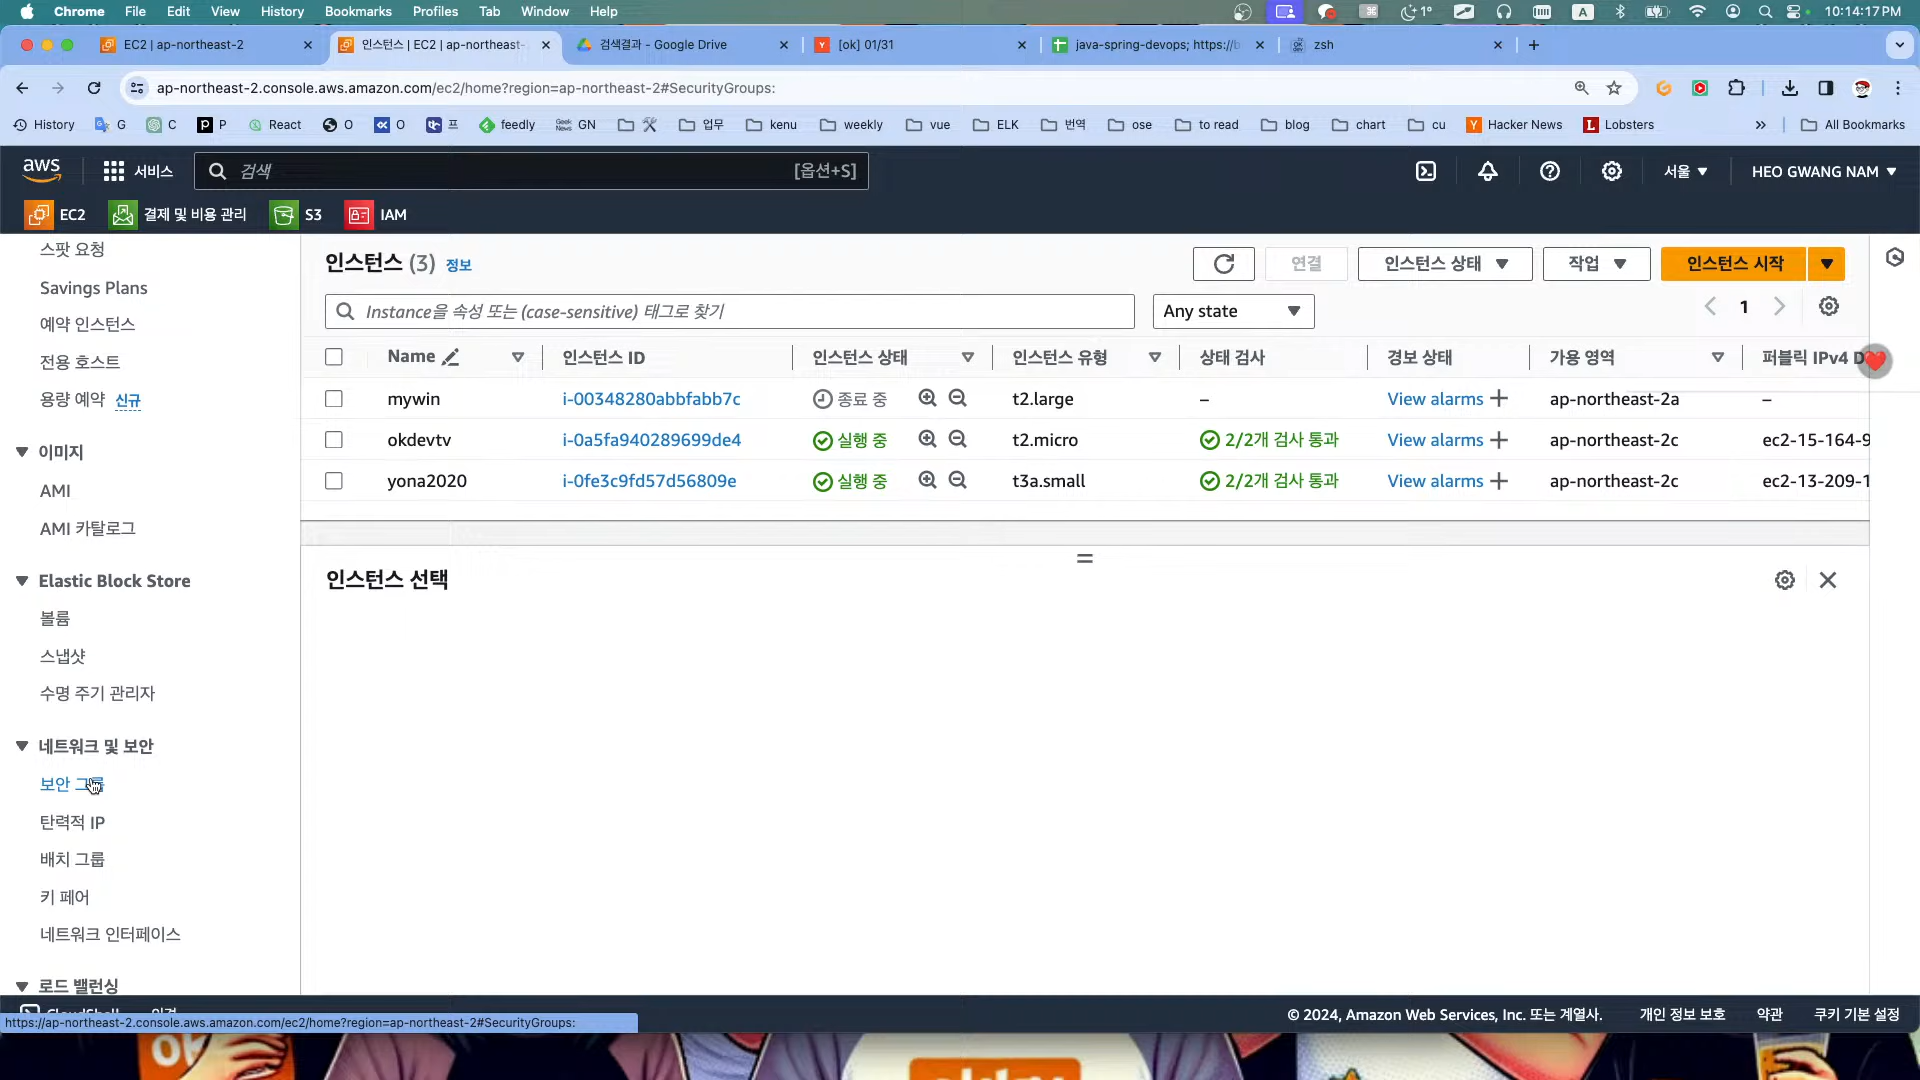 Chrome File Edit View History Bookmarks Profiles Tab Window Help 1° A 10:14:17 PM
EC2 | ap-northeast-2 인스턴스 | EC2 | ap-northeast- 검색결과 - Google Drive [ok] 01/31 java-spring-devops; https://b zsh
ap-northeast-2.console.aws.amazon.com/ec2/home?region=ap-northeast-2#SecurityGroups:
History G C P React O O 프 feedly GN 업무 kenu weekly vue ELK 번역 ose to read blog chart cu Hacker News Lobsters » All Bookmarks
aws 서비스 검색 [옵션+S] 서울 HEO GWANG NAM
EC2 결제 및 비용 관리 S3 IAM
스팟 요청
Savings Plans
예약 인스턴스
전용 호스트
용량 예약 신규
이미지
AMI
AMI 카탈로그
Elastic Block Store
볼륨
스냅샷
수명 주기 관리자
네트워크 및 보안
보안 그룹
탄력적 IP
배치 그룹
키 페어
네트워크 인터페이스
로드 밸런싱
인스턴스 (3) 정보 연결 인스턴스 상태 작업 인스턴스 시작
Instance을 속성 또는 (case-sensitive) 태그로 찾기 Any state 1
Name 인스턴스 ID 인스턴스 상태 인스턴스 유형 상태 검사 경보 상태 가용 영역 퍼블릭 IPv4 D
mywin i-00348280abbfabb7c 종료 중 t2.large – View alarms ap-northeast-2a –
okdevtv i-0a5fa940289699de4 실행 중 t2.micro 2/2개 검사 통과 View alarms ap-northeast-2c ec2-15-164-9
yona2020 i-0fe3c9fd57d56809e 실행 중 t3a.small 2/2개 검사 통과 View alarms ap-northeast-2c ec2-13-209-1
인스턴스 선택
CloudShell
https://ap-northeast-2.console.aws.amazon.com/ec2/home?region=ap-northeast-2#SecurityGroups:
© 2024, Amazon Web Services, Inc. 또는 계열사. 개인 정보 보호 약관 쿠키 기본 설정